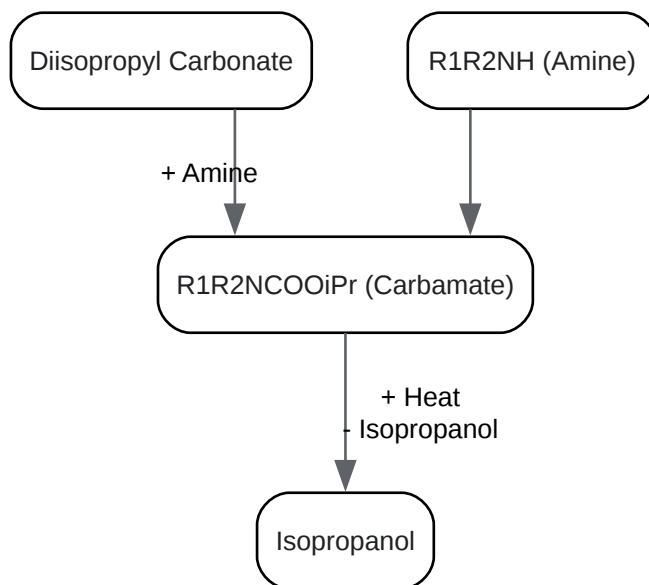 Diisopropyl Carbonate
R1R2NH (Amine)
+ Amine
R1R2NCOOiPr (Carbamate)
+ Heat
- Isopropanol
Isopropanol